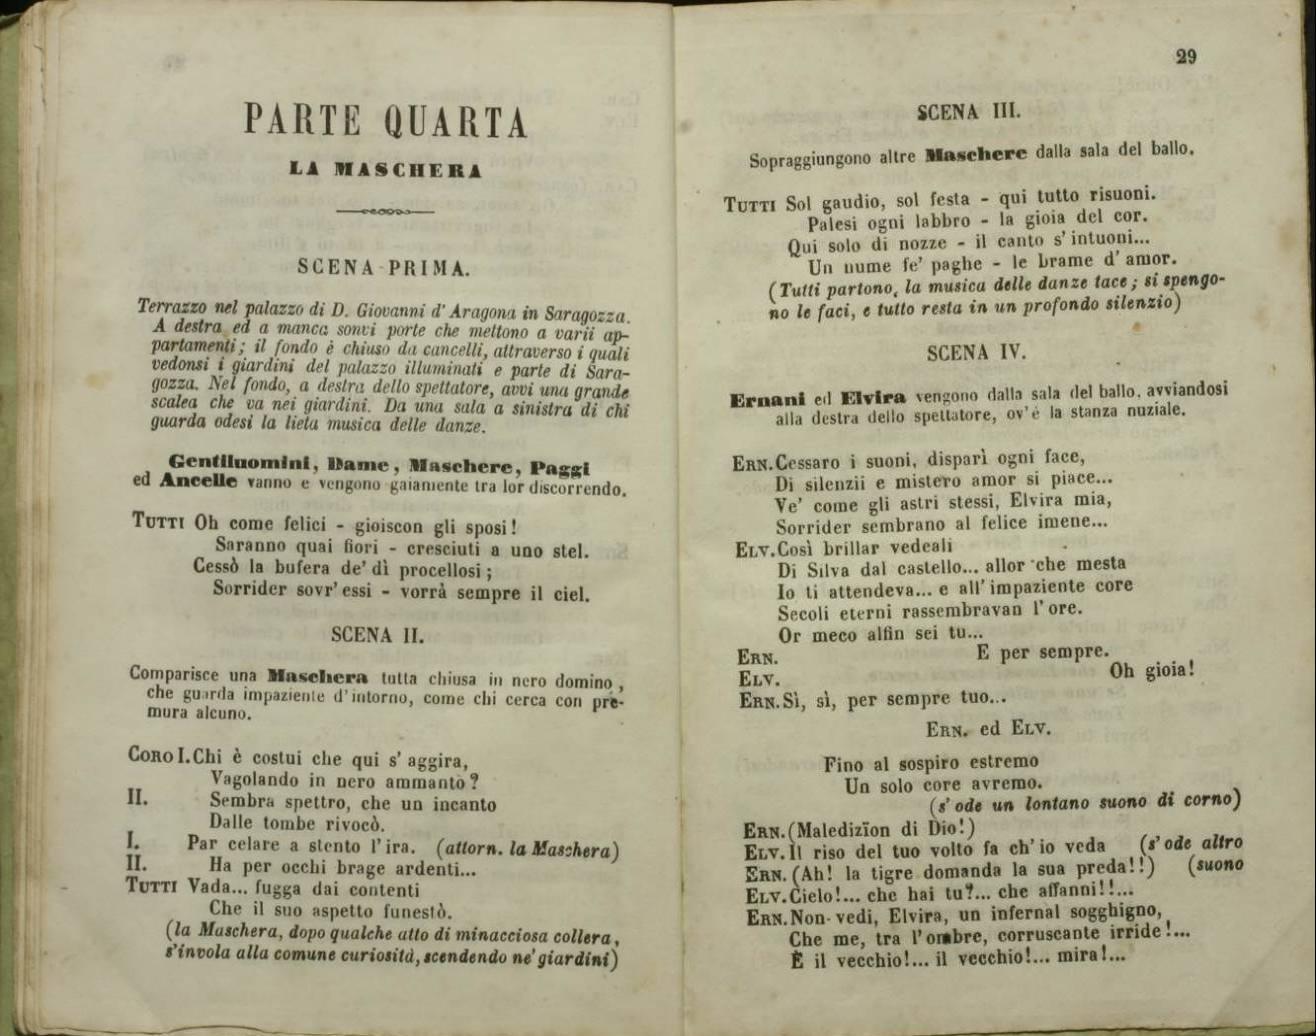 PARTE QUARTA
LA MASCHERA
SCENA PRIMA.
Terrazzo nel palazzo di D. Giovanni d'Aragona in Saragozza.
A destra ed a manca sonvi porte che mettono a varii ap-
partamenti; il fondo è chiuso da cancelli, attraverso i quali
vedonsi i giardini del palazzo illuminati e parte di Sara-
gozza. Nel fondo, a destra dello spettatore, avvi una grande
scalea che va nei giardini. Da una sala a sinistra di chi
guarda odesi la lieta musica delle danze.
Gentiluomini, Dame, Maschere, Paggi
ed Ancelle vanno e vengono gaiamente tra lor discorrendo.
TUTTI Oh come felici - gioiscon gli sposi!
Saranno quai fiori - cresciuti a uno stel.
Cessò la bufera de' dì procellosi;
Sorrider sovr' essi - vorrà sempre il ciel.
SCENA II.
Comparisce una Maschera tutta chiusa in nero domino,
che guarda impaziente d'intorno, come chi cerca con pre-
mura alcuno.
CORO I. Chi è costui che qui s' aggira,
Vagolando in nero ammanto?
II. Sembra spettro, che un incanto
Dalle tombe rivocò.
I. Par celare a stento l'ira. (attorn. la Maschera)
II. Ha per occhi brage ardenti...
TUTTI Vada... fugga dai contenti
Che il suo aspetto funestò.
(la Maschera, dopo qualche atto di minacciosa collera,
s'invola alla comune curiosità, scendendo ne' giardini)
29
SCENA III.
Sopraggiungono altre Maschere dalla sala del ballo.
TUTTI Sol gaudio, sol festa - qui tutto risuoni.
Palesi ogni labbro - la gioia del cor.
Qui solo di nozze - il canto s' intuoni...
Un nume fe' paghe - le brame d' amor.
(Tutti partono, la musica delle danze tace; si spengo-
no le faci, e tutto resta in un profondo silenzio)
SCENA IV.
Ernani ed Elvira vengono dalla sala del ballo, avviandosi
alla destra dello spettatore, ov'è la stanza nuziale.
ERN. Cessaro i suoni, disparì ogni face,
Di silenzii e mistero amor si piace...
Ve' come gli astri stessi, Elvira mia,
Sorrider sembrano al felice imene...
ELV. Così brillar vedeali
Di Silva dal castello... allor che mesta
Io ti attendeva... e all' impaziente core
Secoli eterni rassembravan l' ore.
Or meco alfin sei tu...
ERN. E per sempre.
ELV. Oh gioia!
ERN. Sì, sì, per sempre tuo...
ERN. ed ELV.
Fino al sospiro estremo
Un solo core avremo.
(s' ode un lontano suono di corno)
ERN. (Maledizïon di Dio!)
ELV. Il riso del tuo volto fa ch' io veda (s' ode altro
ERN. (Ah! la tigre domanda la sua preda!!) (suono
ELV. Cielo!... che hai tu?... che affanni!!...
ERN. Non vedi, Elvira, un infernal sogghigno,
Che me, tra l' ombre, corruscante irride!...
È il vecchio!... il vecchio!... mira!...